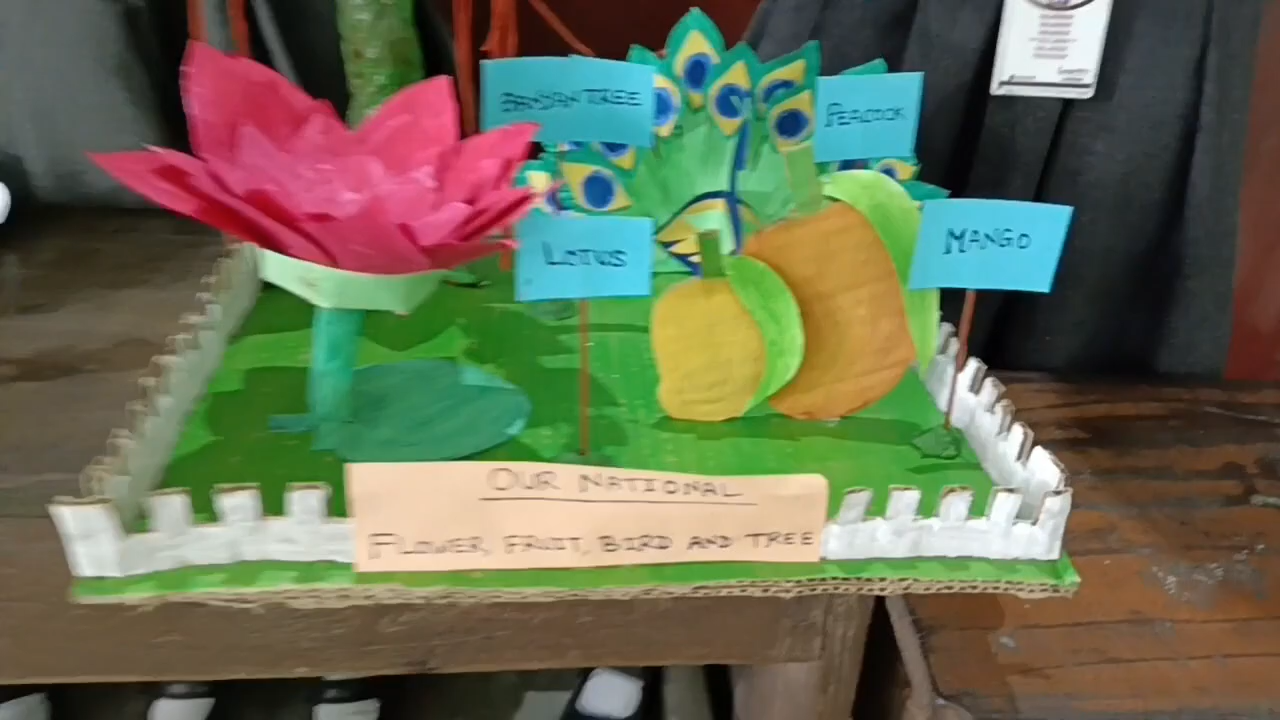 BANYAN TREE
PEACOCK
LOTUS
MANGO
OUR NATIONAL
FLOWER, FRUIT, BIRD AND TREE